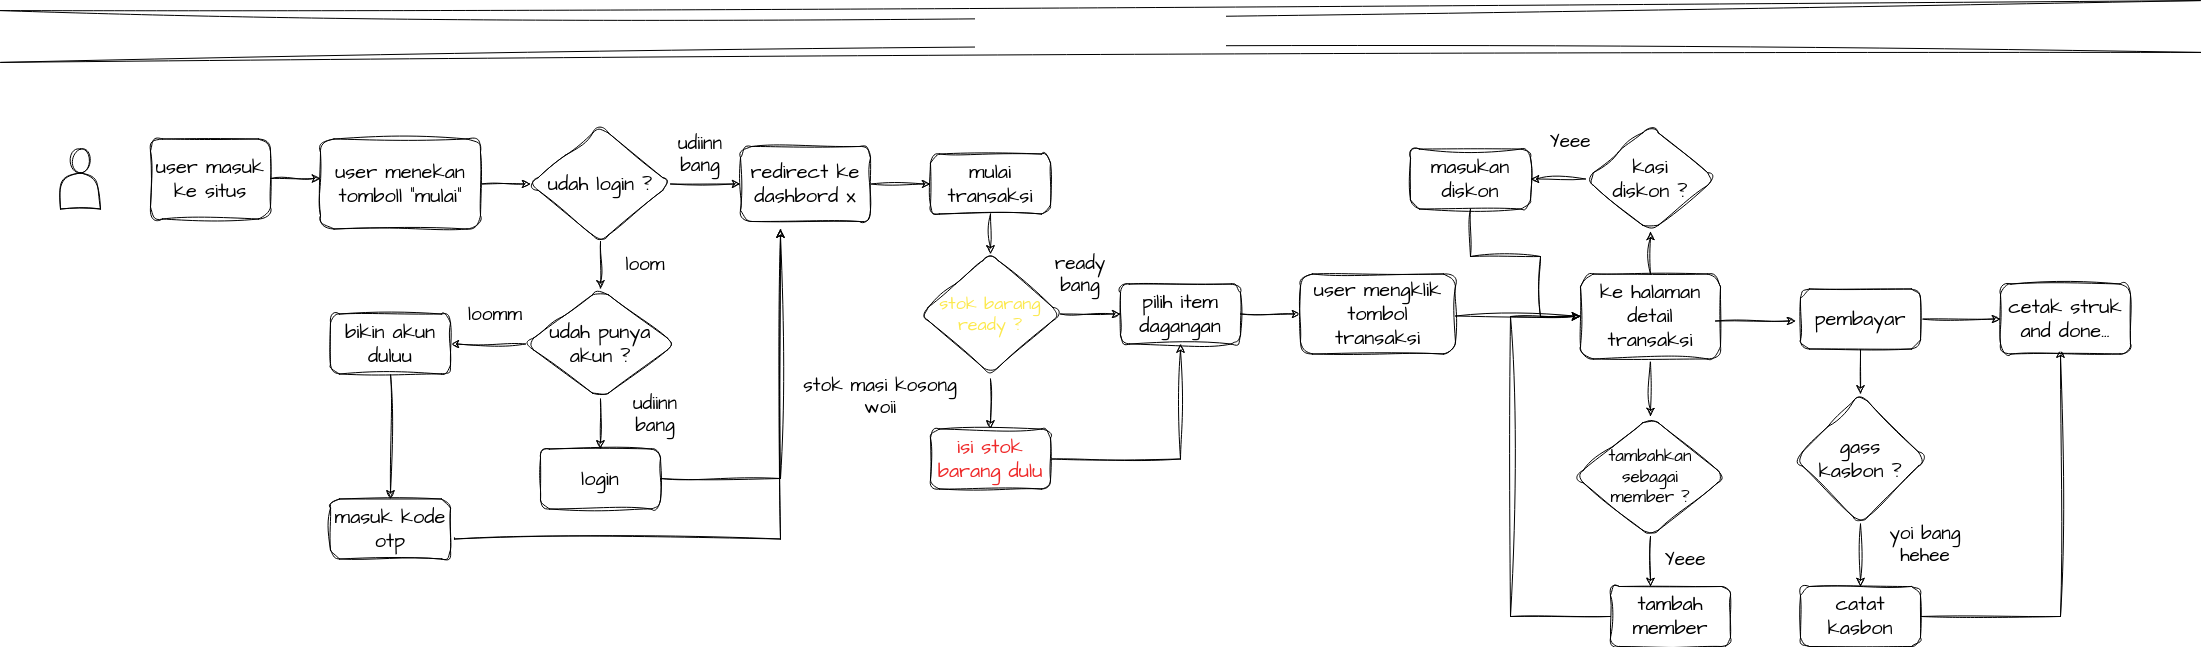 user masuk
ke situs
user menekan
tomboll "mulai"
udah login ?
udiinn
bang
redirect ke
dashbord x
mulai
transaksi
loom
udah punya
akun ?
loomm
bikin akun
duluu
udiinn
bang
login
masuk kode
otp
stok barang
ready ?
ready
bang
stok masi kosong
woii
isi stok
barang dulu
pilih item
dagangan
user mengklik
tombol
transaksi
ke halaman
detail
transaksi
kasi
diskon ?
Yeee
masukan
diskon
tambahkan
sebagai
member ?
Yeee
tambah
member
pembayar
gass
kasbon ?
yoi bang
hehee
catat
kasbon
cetak struk
and done...